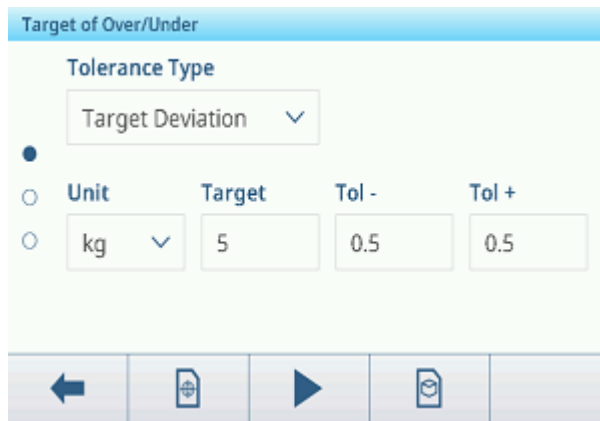 Target of Over/Under
Tolerance Type
Target Deviation
Unit Target Tol - Tol +
kg 5 0.5 0.5